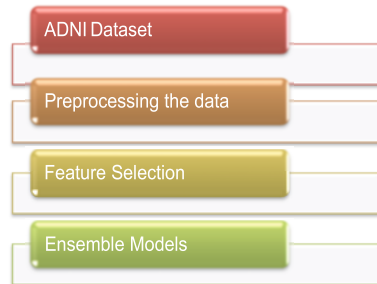 ADNI Dataset
Preprocessing the data
Feature Selection
Ensemble Models